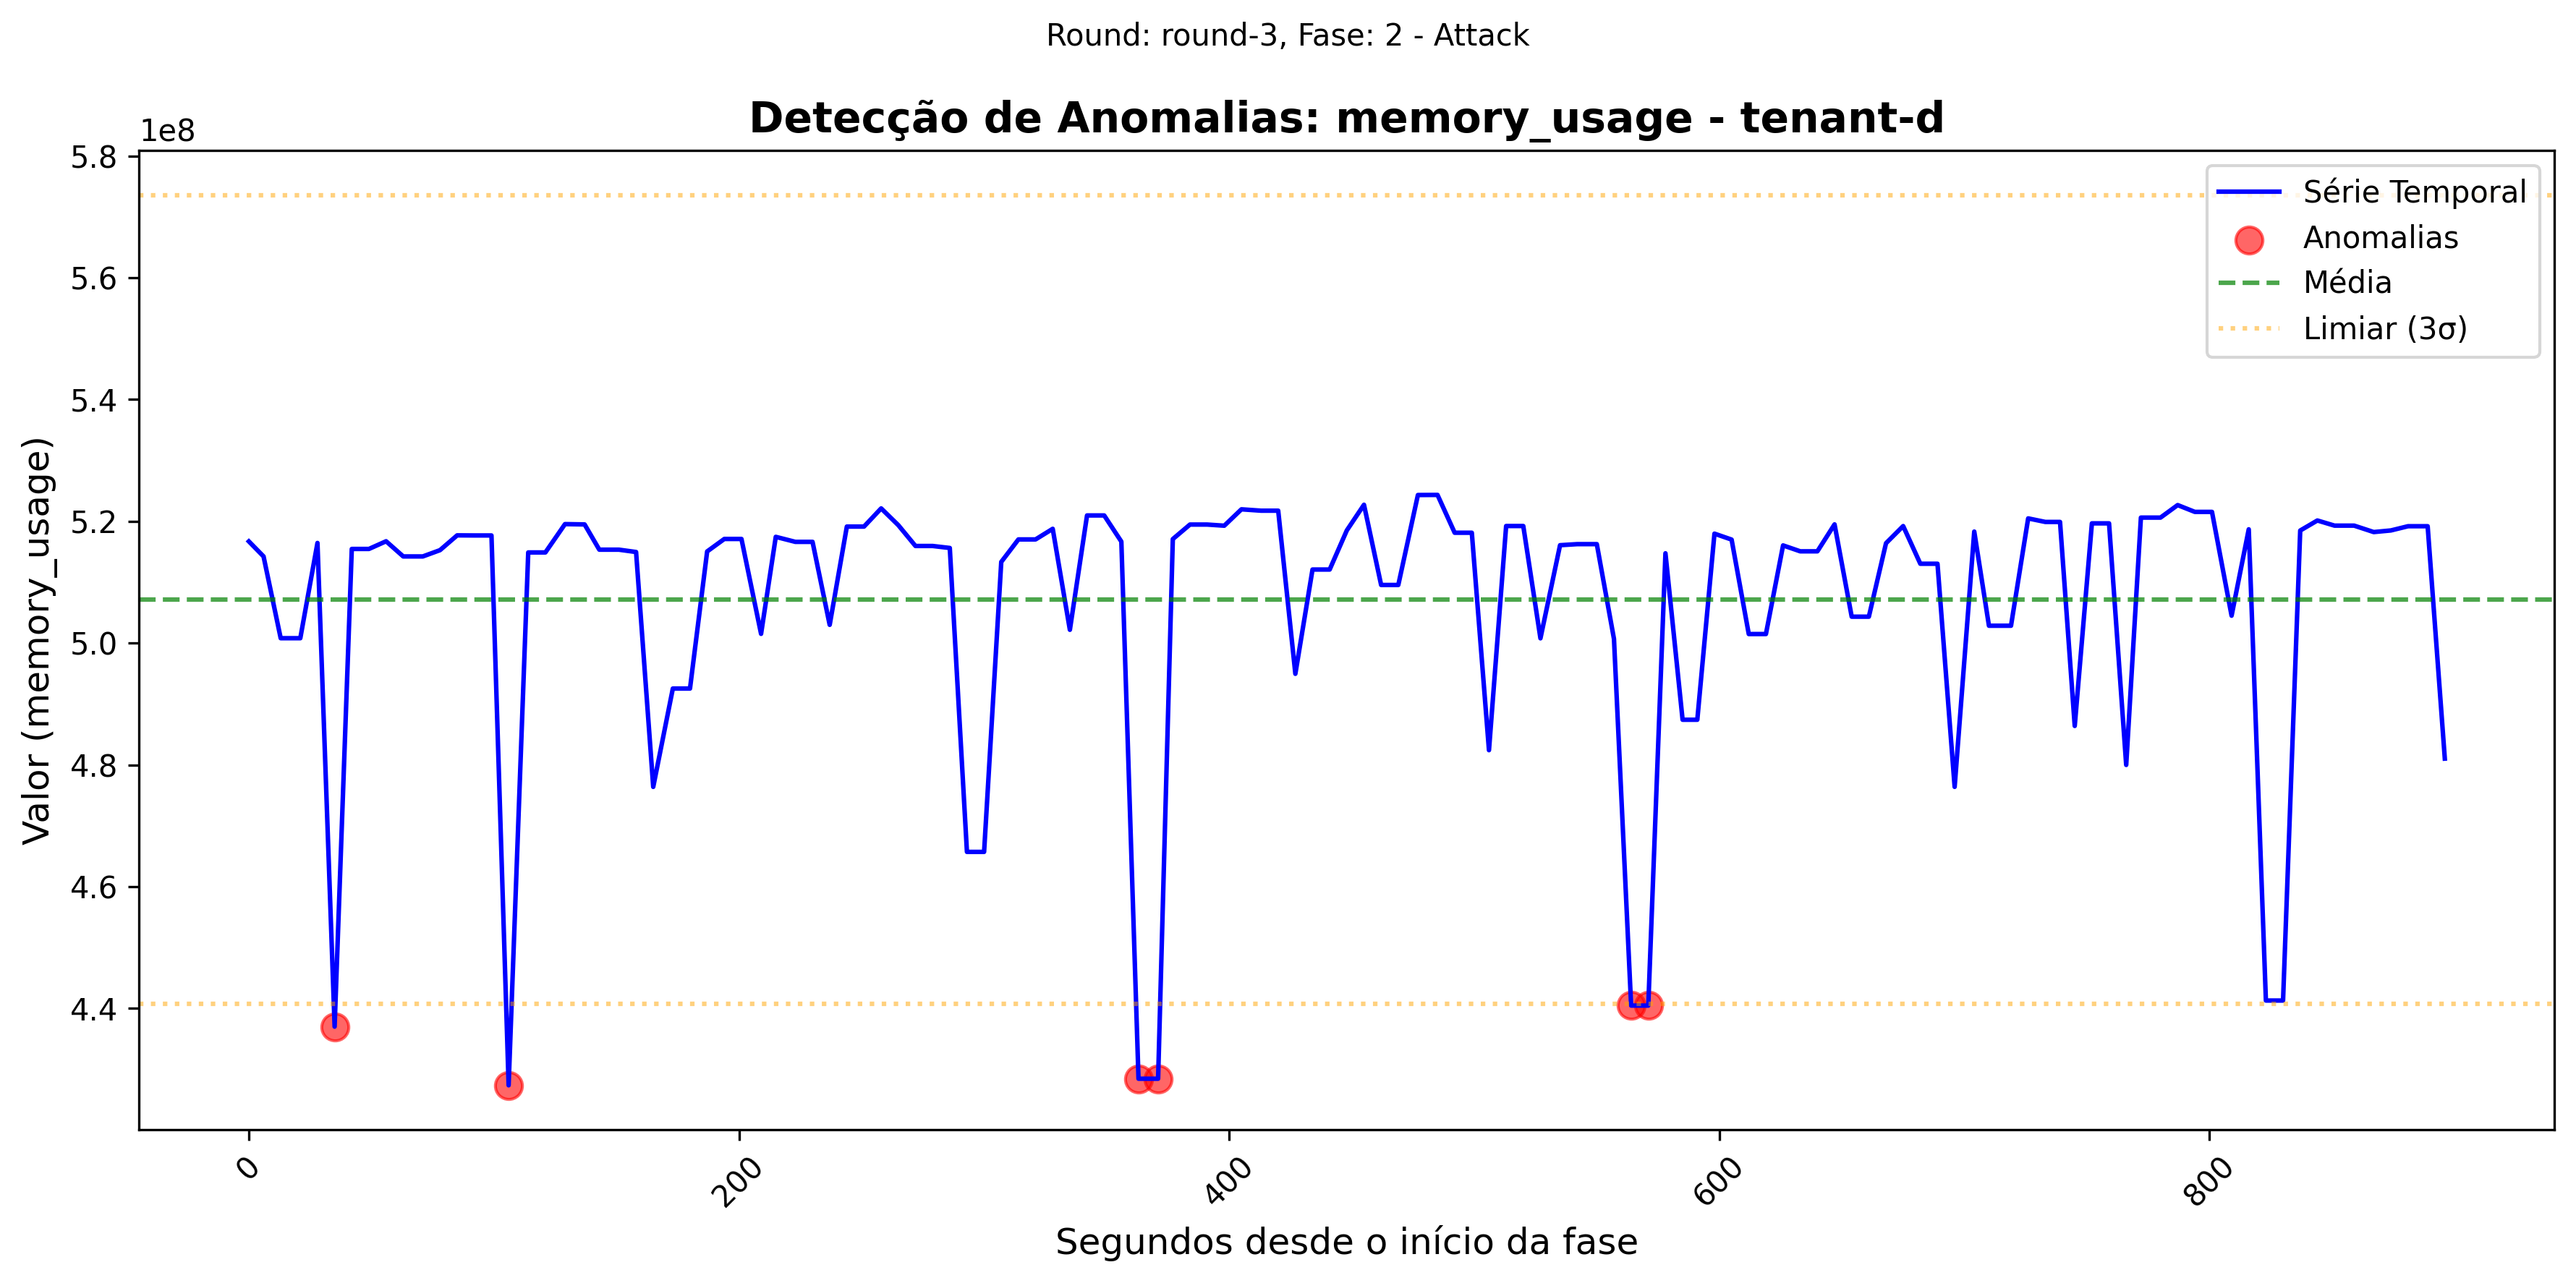 Round: round-3, Fase: 2 - Attack
Detecção de Anomalias: memory_usage - tenant-d
1e8
5.8
5.6
5.4
5.2
5.0
4.8
4.6
4.4
Valor (memory_usage)
Série Temporal
Anomalias
Média
Limiar (3σ)
0
200
400
600
800
Segundos desde o início da fase